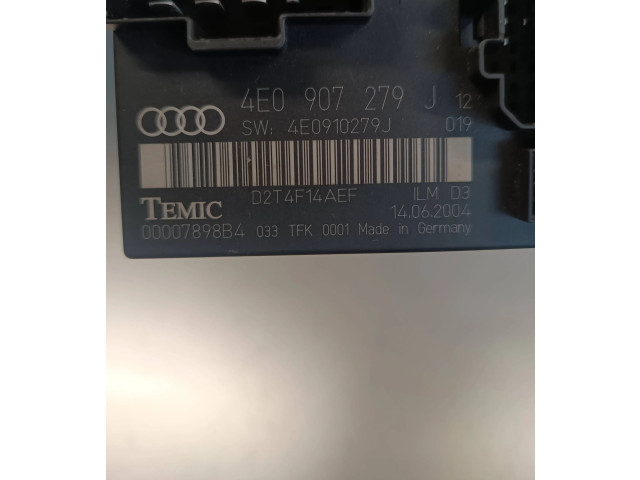 4E0 907 279 J 12
SW: 4E0910279J 019
D2T4F14AEF ILM D3
TEMIC 14.06.2004
00007898B4 033 TFK 0001 Made in Germany